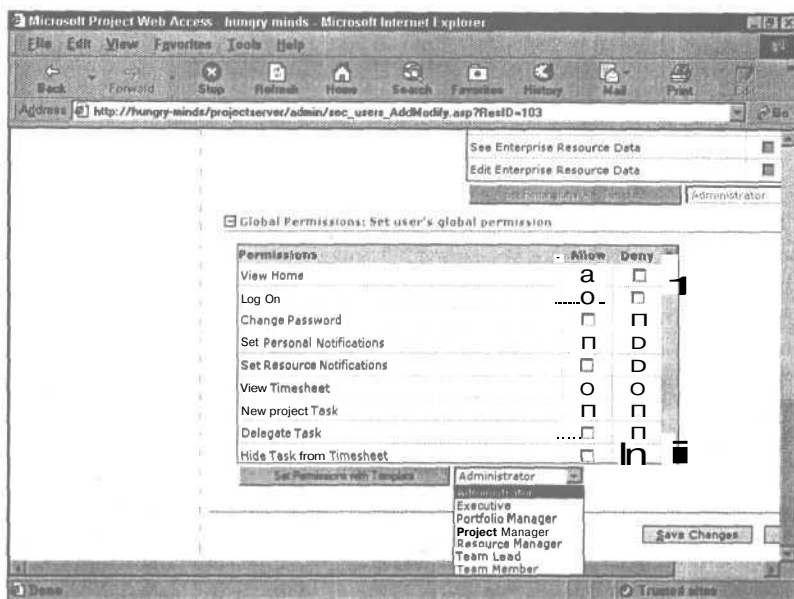 Microsoft Project Web Access - hungry minds - Microsoft Internet Explorer
File Edit View Favorites Tools Help
Back Forward Stop Refresh Home Search Favorites History Mail Print Edit
Address http://hungry-minds/projectserver/admin/sec_users_AddModify.asp?ResID=103 Go
See Enterprise Resource Data
Edit Enterprise Resource Data
Administrator
Global Permissions: Set user's global permission
Permissions Allow Deny
View Home
Log On
Change Password
Set Personal Notifications
Set Resource Notifications
View Timesheet
New project Task
Delegate Task
Hide Task from Timesheet
Set Permissions with Template Administrator
Administrator
Executive
Portfolio Manager
Project Manager
Resource Manager
Team Lead
Team Member
Save Changes
Done Trusted sites